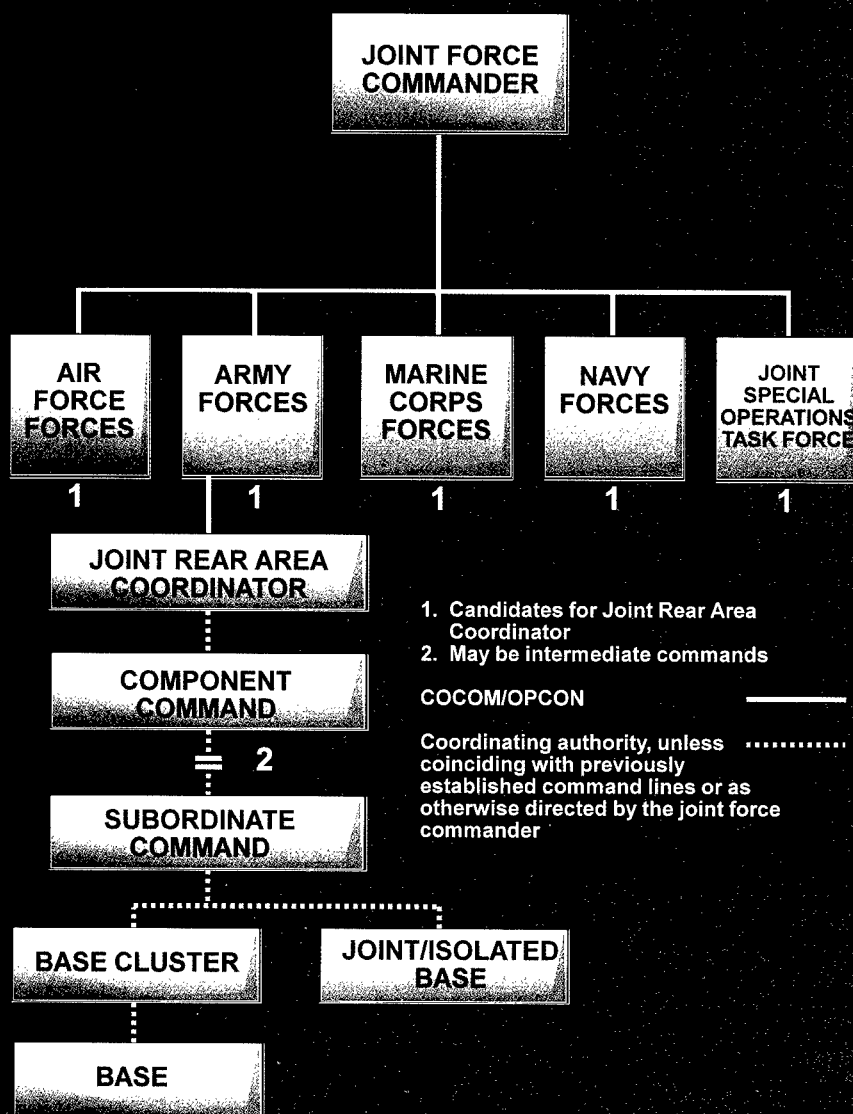 JOINT FORCE
COMMANDER
AIR
FORCE
FORCES
ARMY
FORCES
MARINE
CORPS
FORCES
NAVY
FORCES
JOINT
SPECIAL
OPERATIONS
TASK FORCE
1
1
1
1
1
JOINT REAR AREA
COORDINATOR
COMPONENT
COMMAND
2
SUBORDINATE
COMMAND
BASE CLUSTER
JOINT/ISOLATED
BASE
BASE
1. Candidates for Joint Rear Area
Coordinator
2. May be intermediate commands
COCOM/OPCON
Coordinating authority, unless
coinciding with previously
established command lines or as
otherwise directed by the joint force
commander